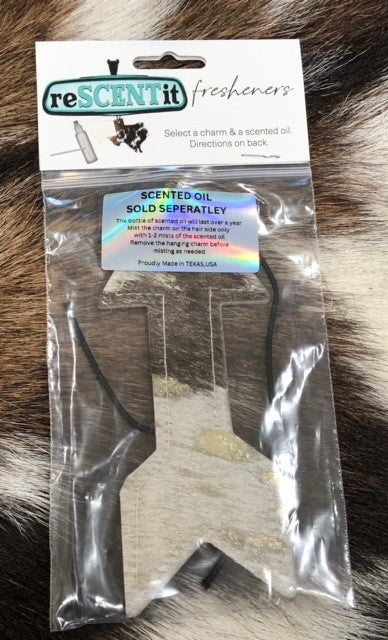 reSCENTit fresheners
Select a charm & a scented oil.
Directions on back.
SCENTED OIL
SOLD SEPERATLEY
The bottle of scented oil will last over a year
Mist the charm on the hair side only
with 1-2 mists of the scented oil.
Remove the hanging charm before
misting as needed.
Proudly Made in TEXAS,USA